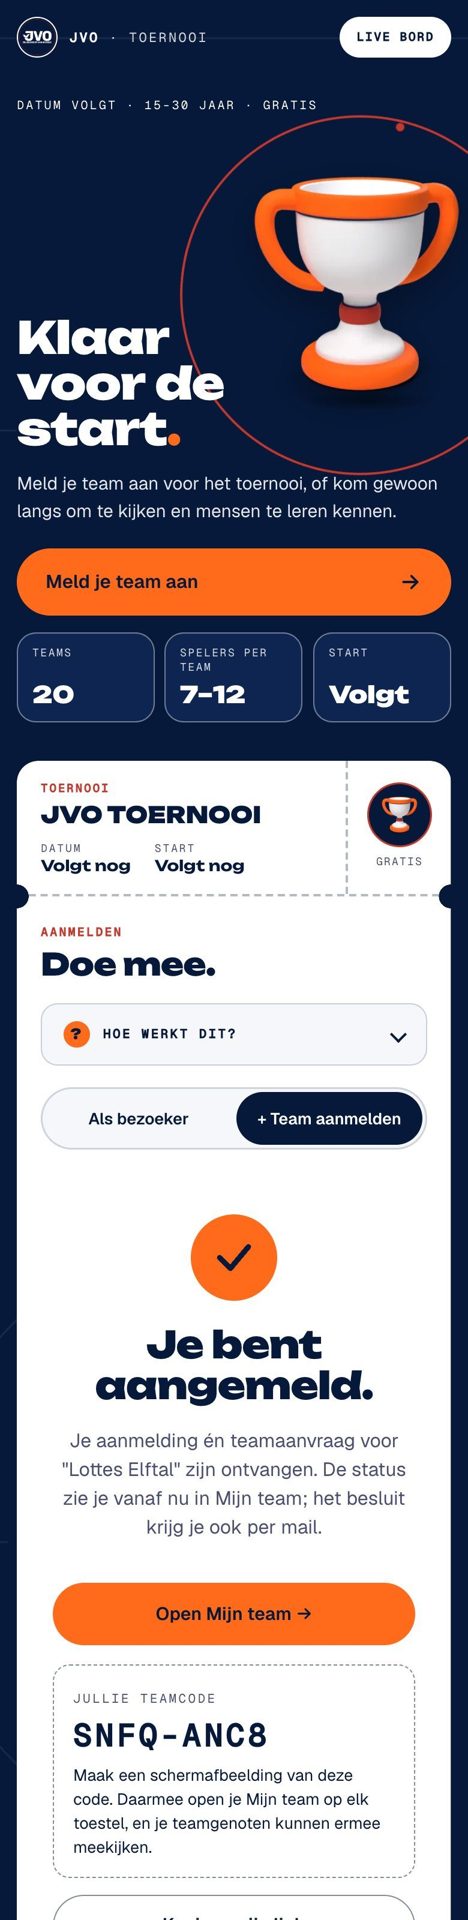 JVO
JVO · TOERNOOI
LIVE BORD
DATUM VOLGT · 15-30 JAAR · GRATIS
Klaar
voor de
start.
Meld je team aan voor het toernooi, of kom gewoon
langs om te kijken en mensen te leren kennen.
Meld je team aan →
TEAMS
20
SPELERS PER
TEAM
7–12
START
Volgt
TOERNOOI
JVO TOERNOOI
DATUM
Volgt nog
START
Volgt nog
GRATIS
AANMELDEN
Doe mee.
? HOE WERKT DIT?
Als bezoeker
+ Team aanmelden
Je bent
aangemeld.
Je aanmelding én teamaanvraag voor
"Lottes Elftal" zijn ontvangen. De status
zie je vanaf nu in Mijn team; het besluit
krijg je ook per mail.
Open Mijn team →
JULLIE TEAMCODE
SNFQ-ANC8
Maak een schermafbeelding van deze
code. Daarmee open je Mijn team op elk
toestel, en je teamgenoten kunnen ermee
meekijken.